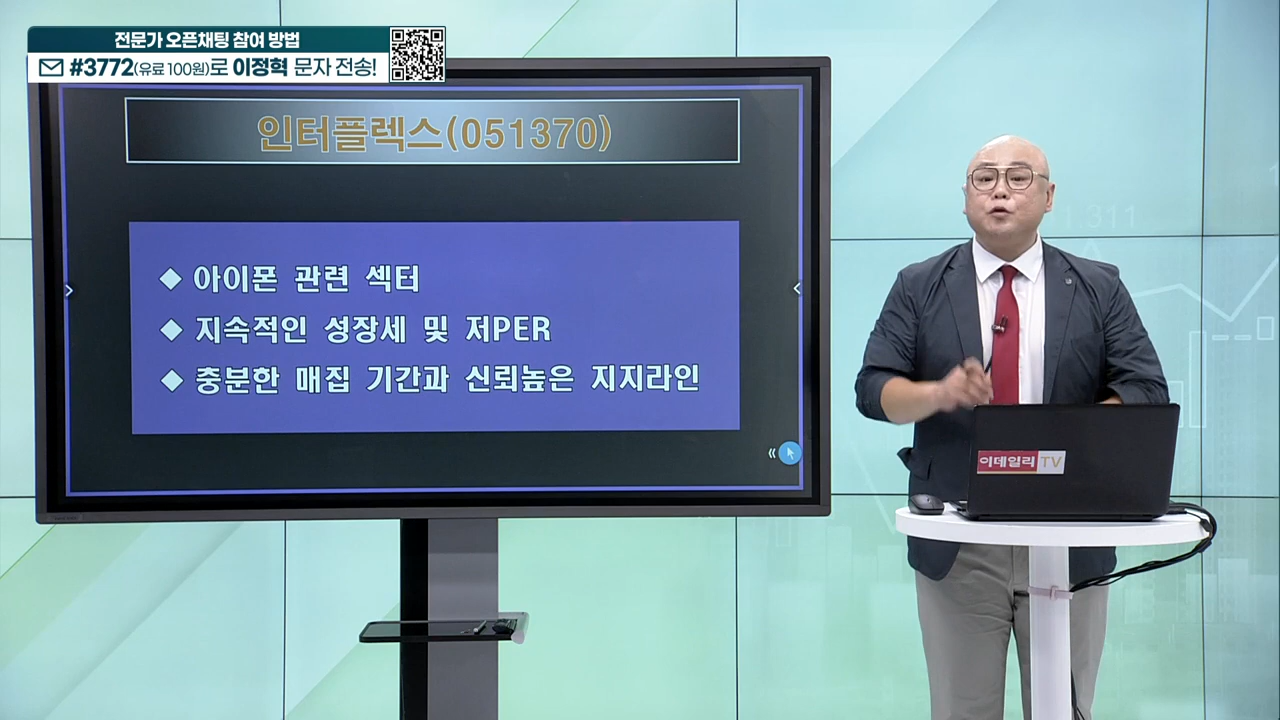 전문가 오픈채팅 참여 방법
#3772(유료 100원)로 이정혁 문자 전송!
인터플렉스(051370)
◆ 아이폰 관련 섹터
◆ 지속적인 성장세 및 저PER
◆ 충분한 매집 기간과 신뢰높은 지지라인
이데일리TV